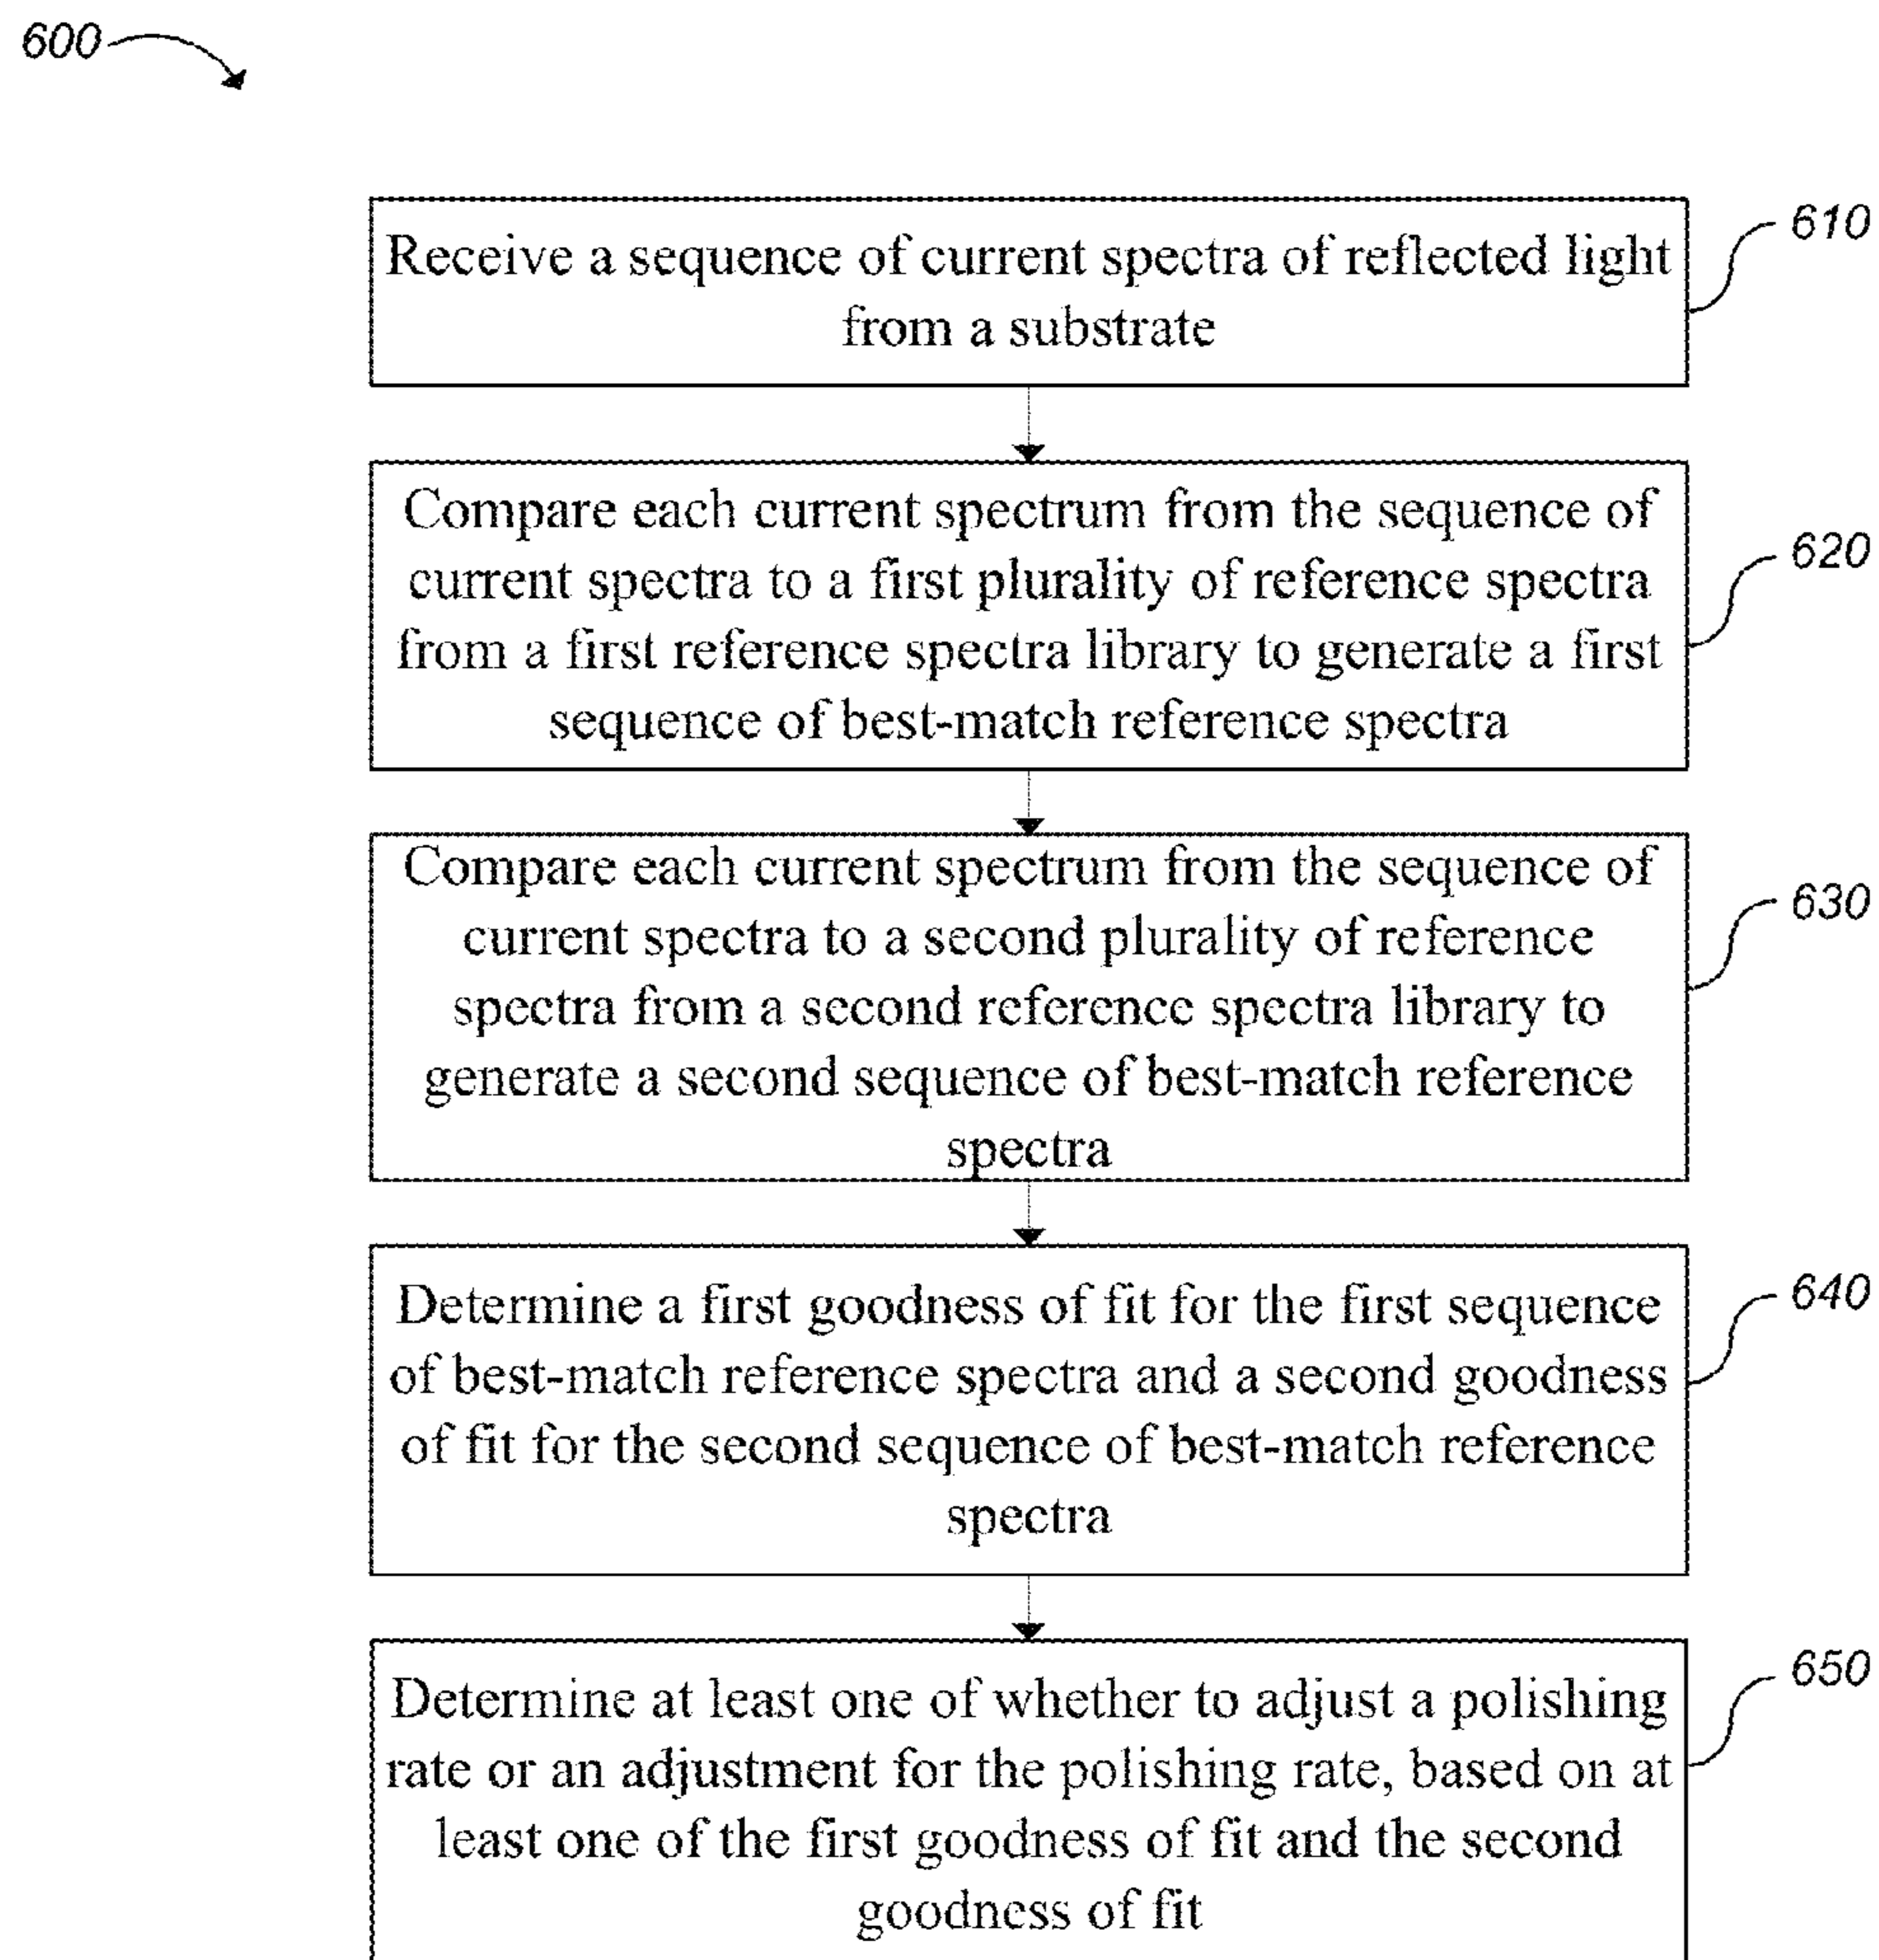 600
Receive a sequence of current spectra of reflected light
from a substrate
610
Compare each current spectrum from the sequence of
current spectra to a first plurality of reference spectra
from a first reference spectra library to generate a first
sequence of best-match reference spectra
620
Compare each current spectrum from the sequence of
current spectra to a second plurality of reference
spectra from a second reference spectra library to
generate a second sequence of best-match reference
spectra
630
Determine a first goodness of fit for the first sequence
of best-match reference spectra and a second goodness
of fit for the second sequence of best-match reference
spectra
640
Determine at least one of whether to adjust a polishing
rate or an adjustment for the polishing rate, based on at
least one of the first goodness of fit and the second
goodness of fit
650